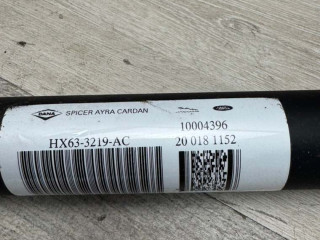 DANA SPICER AYRA CARDAN
10004396
HX63-3219-AC 20 018 1152